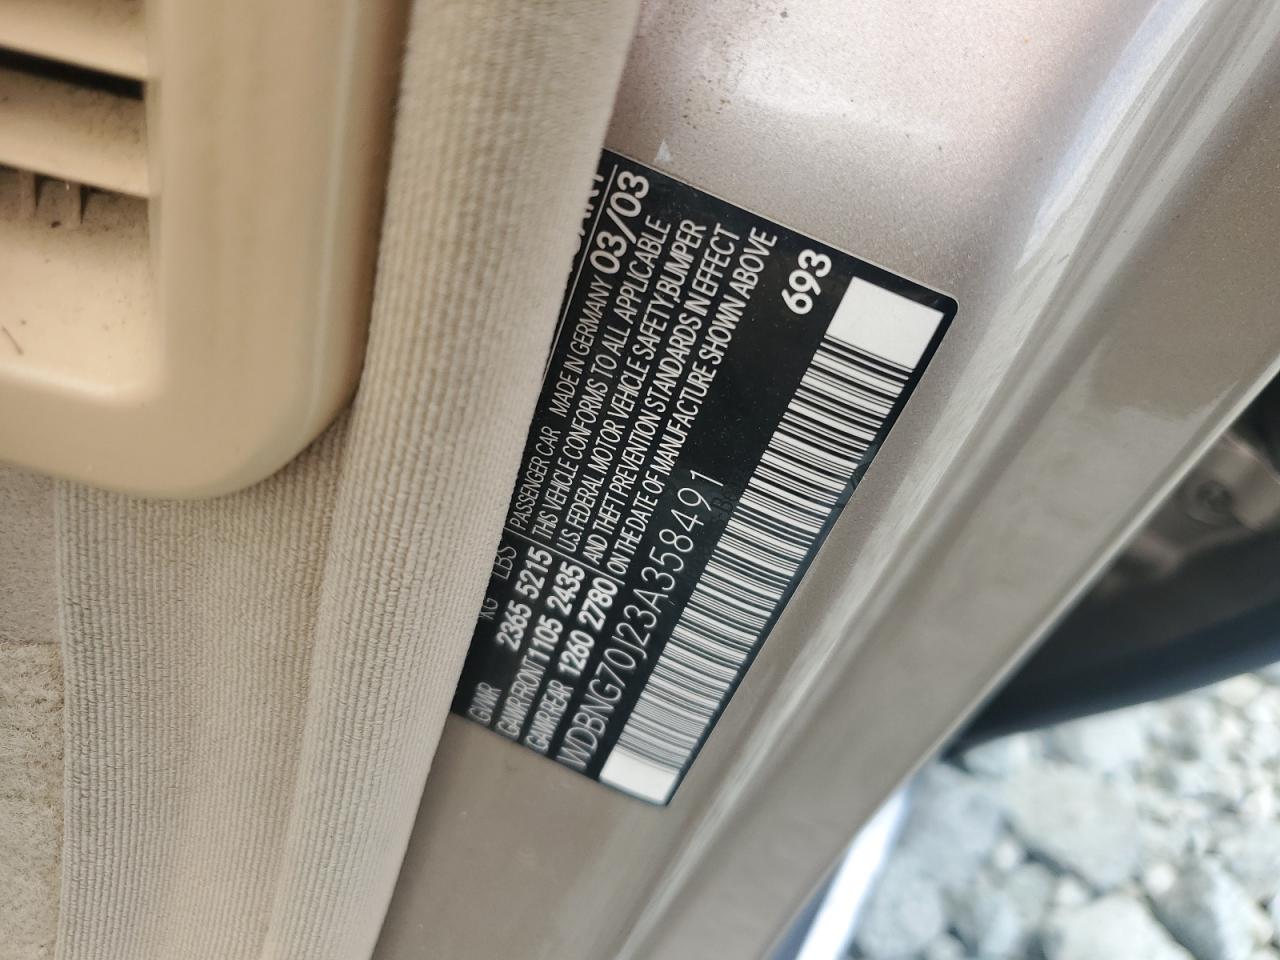 03/03
MADE IN GERMANY
KG LBS
PASSENGER CAR
GVWR 2365 5215
THIS VEHICLE CONFORMS TO ALL APPLICABLE
GAWR FRONT 1105 2435
U.S. FEDERAL MOTOR VEHICLE SAFETY,BUMPER
GAWR REAR 1260 2780
AND THEFT PREVENTION STANDARDS IN EFFECT
ON THE DATE OF MANUFACTURE SHOWN ABOVE
WDBNG70J23A358491
693